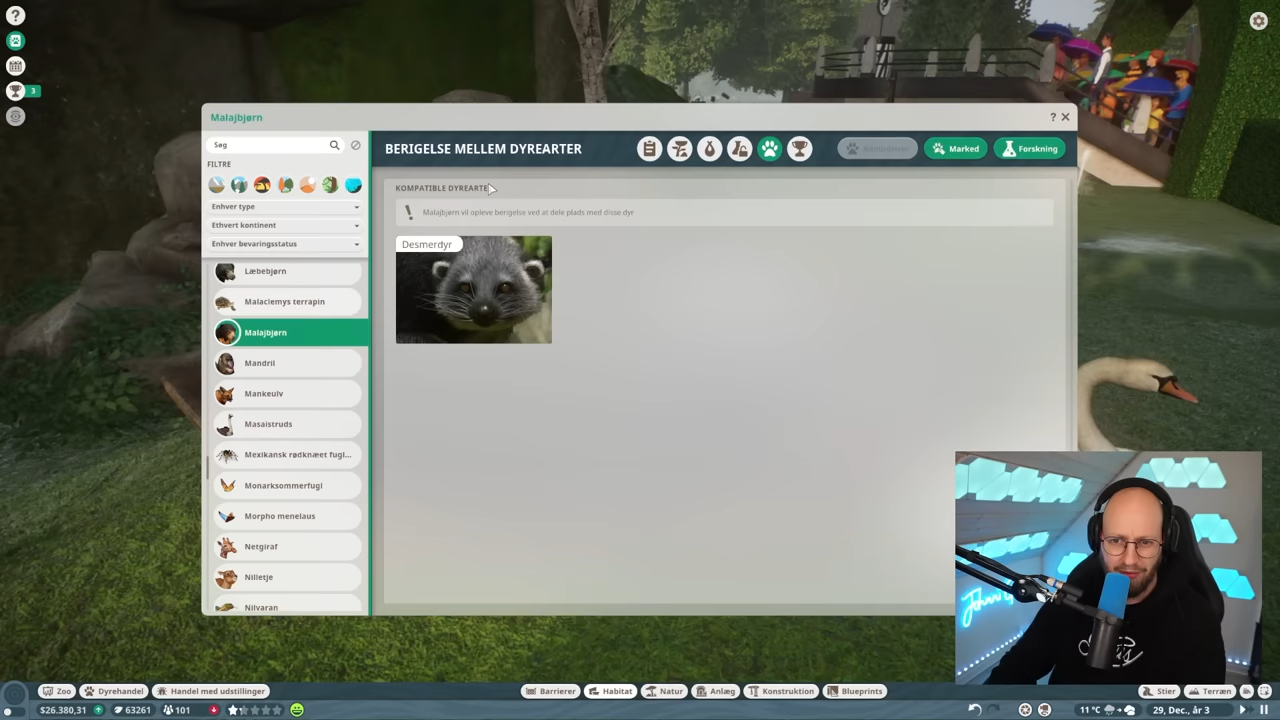 3
Malajbjørn
?
Søg
FILTRE
Enhver type
Ethvert kontinent
Enhver bevaringsstatus
Læbebjørn
Malaclemys terrapin
Malajbjørn
Mandril
Mankeulv
Masaistruds
Mexikansk rødknæet fugl...
Monarksommerfugl
Morpho menelaus
Netgiraf
Nilletje
Nilvaran
BERIGELSE MELLEM DYREARTER
Marked
Forskning
KOMPATIBLE DYREARTE
Malajbjørn vil opleve berigelse ved at dele plads med disse dyr
Desmerdyr
Zoo
Dyrehandel
Handel med udstillinger
Barrierer
Habitat
Natur
Anlæg
Konstruktion
Blueprints
Stier
Terræn
$26.380,31
63261
101
11 °C
29, Dec., år 3